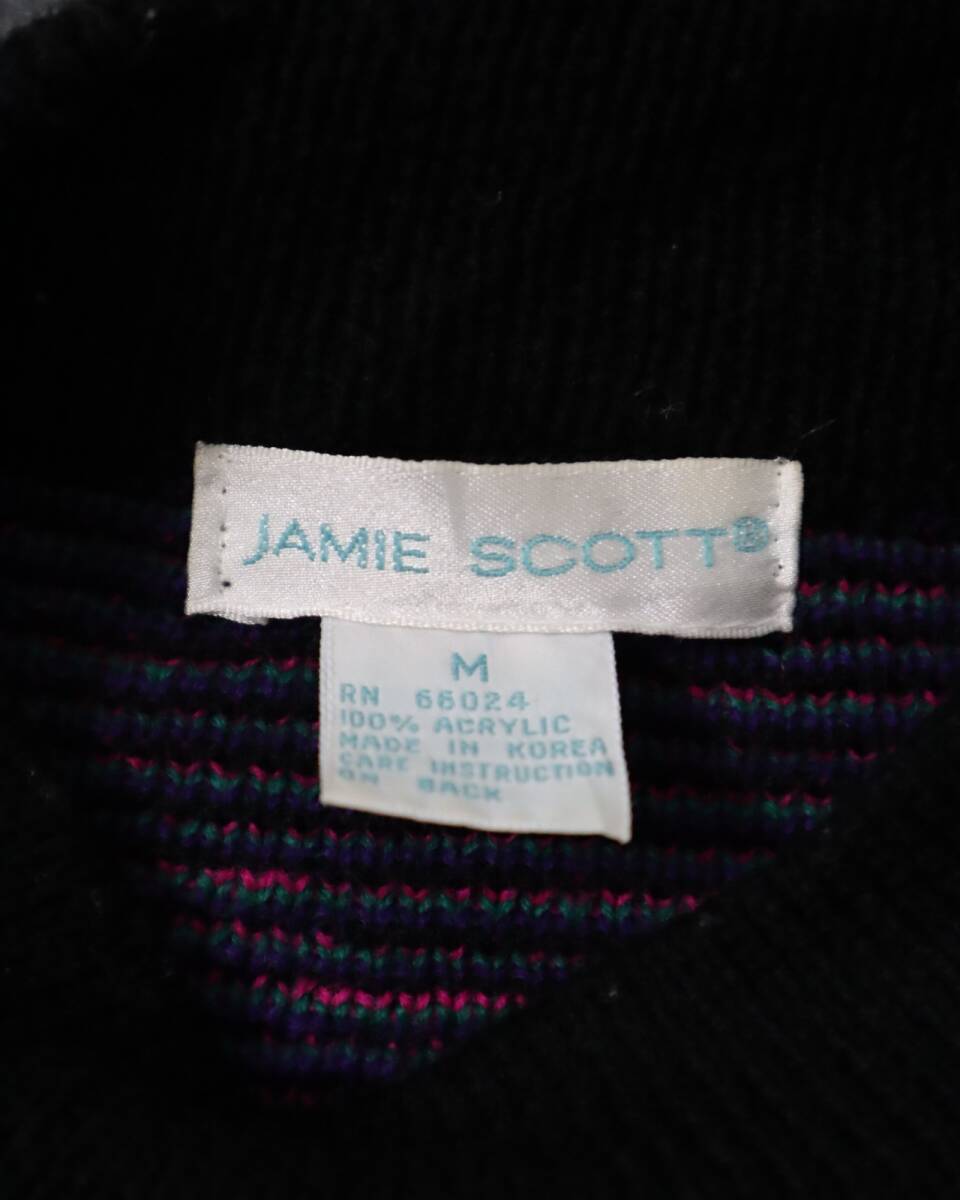 JAMIE SCOTT®
M
RN 66024
100% ACRYLIC
MADE IN KOREA
CARE INSTRUCTION
ON BACK